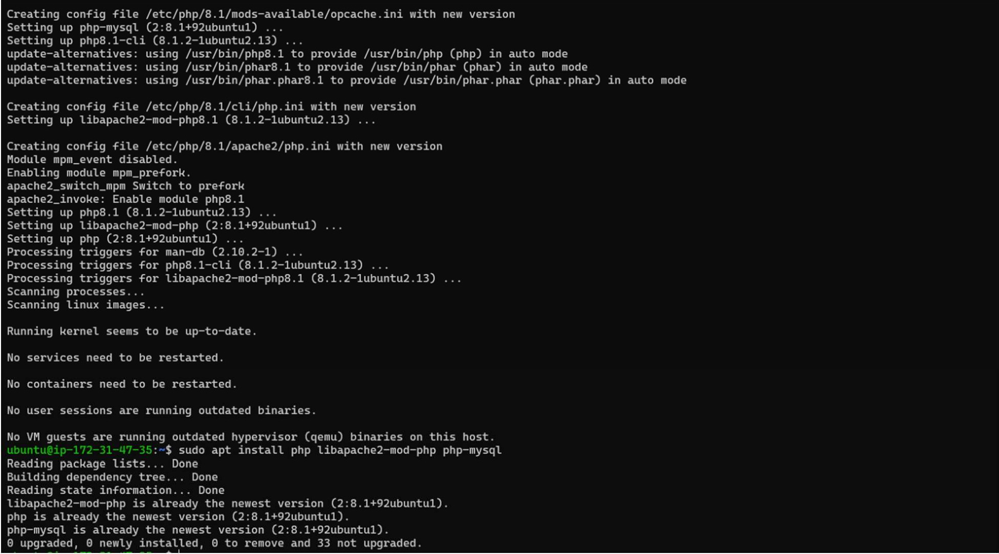 Creating config file /etc/php/8.1/mods-available/opcache.ini with new version
Setting up php-mysql (2:8.1+92ubuntu1) ...
Setting up php8.1-cli (8.1.2-1ubuntu2.13) ...
update-alternatives: using /usr/bin/php8.1 to provide /usr/bin/php (php) in auto mode
update-alternatives: using /usr/bin/phar8.1 to provide /usr/bin/phar (phar) in auto mode
update-alternatives: using /usr/bin/phar.phar8.1 to provide /usr/bin/phar.phar (phar.phar) in auto mode
Creating config file /etc/php/8.1/cli/php.ini with new version
Setting up libapache2-mod-php8.1 (8.1.2-1ubuntu2.13) ...
Creating config file /etc/php/8.1/apache2/php.ini with new version
Module mpm_event disabled.
Enabling module mpm_prefork.
apache2_switch_mpm Switch to prefork
apache2_invoke: Enable module php8.1
Setting up php8.1 (8.1.2-1ubuntu2.13) ...
Setting up libapache2-mod-php (2:8.1+92ubuntu1) ...
Setting up php (2:8.1+92ubuntu1) ...
Processing triggers for man-db (2.10.2-1) ...
Processing triggers for php8.1-cli (8.1.2-1ubuntu2.13) ...
Processing triggers for libapache2-mod-php8.1 (8.1.2-1ubuntu2.13) ...
Scanning processes...
Scanning linux images...
Running kernel seems to be up-to-date.
No services need to be restarted.
No containers need to be restarted.
No user sessions are running outdated binaries.
No VM guests are running outdated hypervisor (qemu) binaries on this host.
ubuntu@ip-172-31-47-35:~$ sudo apt install php libapache2-mod-php php-mysql
Reading package lists... Done
Building dependency tree... Done
Reading state information... Done
libapache2-mod-php is already the newest version (2:8.1+92ubuntu1).
php is already the newest version (2:8.1+92ubuntu1).
php-mysql is already the newest version (2:8.1+92ubuntu1).
0 upgraded, 0 newly installed, 0 to remove and 33 not upgraded.